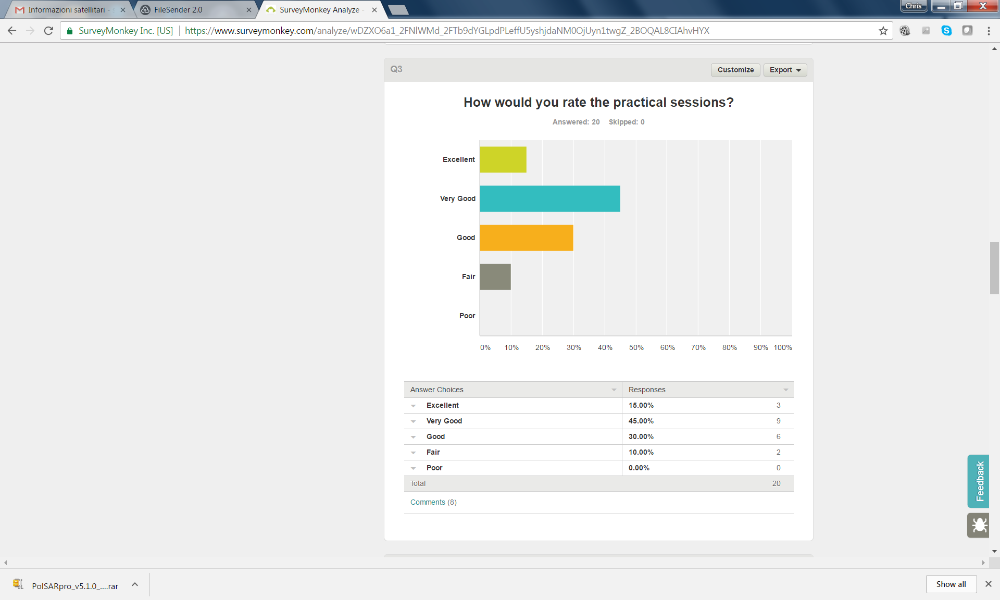 Informazioni satellitari -
FileSender 2.0
SurveyMonkey Analyze -
Chris
SurveyMonkey Inc. [US]
https://www.surveymonkey.com/analyze/wDZXO6a1_2FNlWMd_2FTb9dYGLpdPLeffU5yshjdaNM0OjUyn1twgZ_2BOQAL8CIAhvHYX
Q3
Customize
Export
How would you rate the practical sessions?
Answered: 20 Skipped: 0
Excellent
Very Good
Good
Fair
Poor
0% 10% 20% 30% 40% 50% 60% 70% 80% 90% 100%
Answer Choices Responses
Excellent 15.00% 3
Very Good 45.00% 9
Good 30.00% 6
Fair 10.00% 2
Poor 0.00% 0
Total 20
Comments (8)
Feedback
PolSARpro_v5.1.0_....rar
Show all